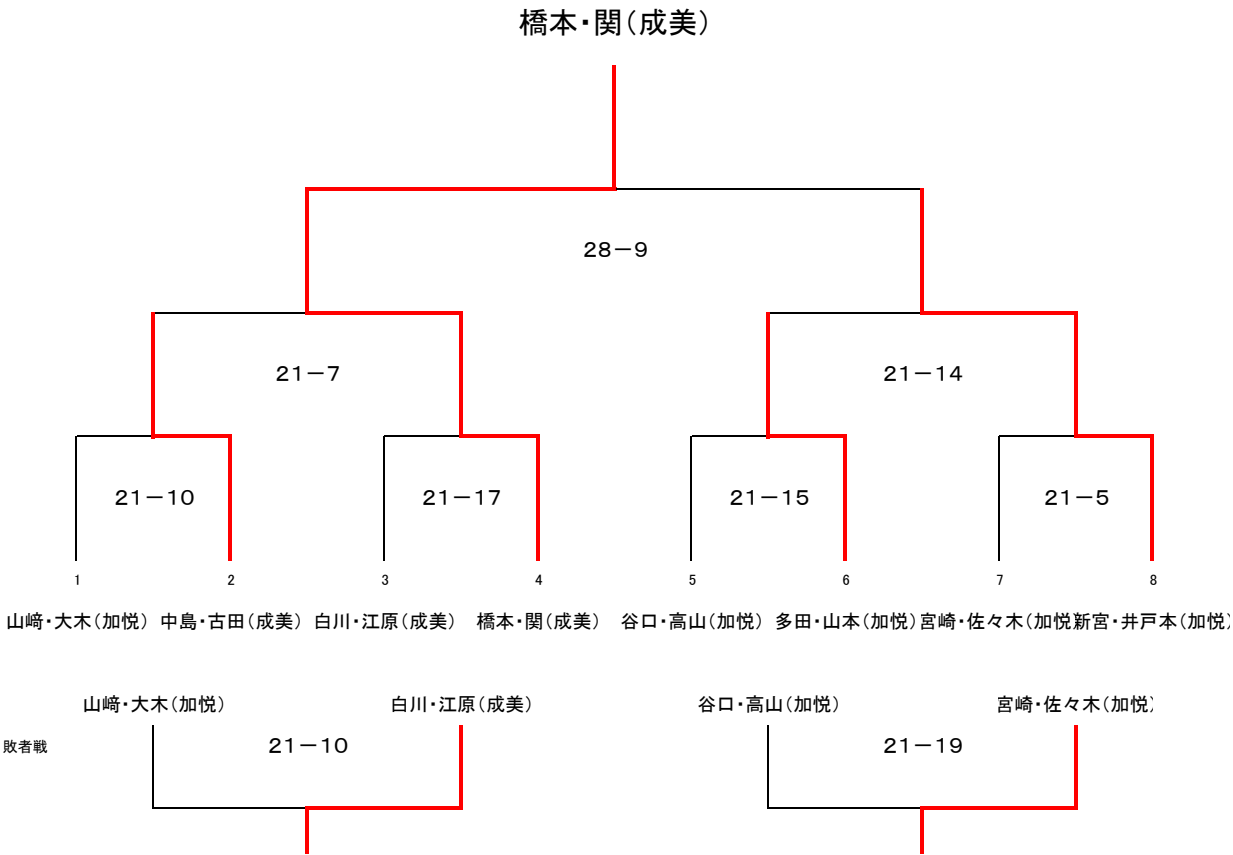 橋本・関(成美)
28－9
21－7 21－14
21－10 21－17 21－15 21－5
1 2 3 4 5 6 7 8
山﨑・大木(加悦) 中島・古田(成美) 白川・江原(成美) 橋本・関(成美) 谷口・高山(加悦) 多田・山本(加悦) 宮崎・佐々木(加悦 新宮・井戸本(加悦)
山﨑・大木(加悦) 白川・江原(成美) 谷口・高山(加悦) 宮崎・佐々木(加悦)
敗者戦 21－10 21－19